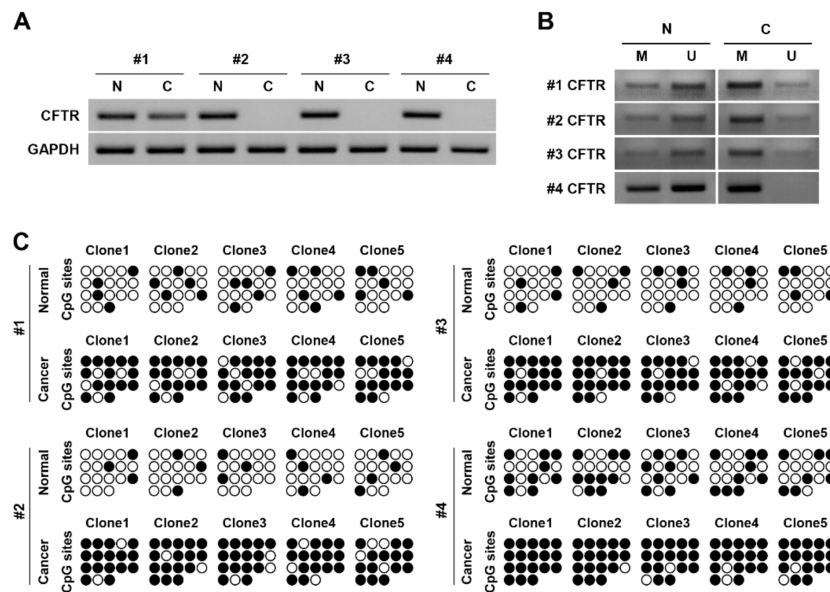 A
#1 #2 #3 #4
N C N C N C N C
CFTR
GAPDH
B
N C
M U M U
#1 CFTR
#2 CFTR
#3 CFTR
#4 CFTR
C
#1
Normal
CpG sites
Clone1 Clone2 Clone3 Clone4 Clone5
Cancer
CpG sites
Clone1 Clone2 Clone3 Clone4 Clone5
#2
Normal
CpG sites
Clone1 Clone2 Clone3 Clone4 Clone5
Cancer
CpG sites
Clone1 Clone2 Clone3 Clone4 Clone5
#3
Normal
CpG sites
Clone1 Clone2 Clone3 Clone4 Clone5
Cancer
CpG sites
Clone1 Clone2 Clone3 Clone4 Clone5
#4
Normal
CpG sites
Clone1 Clone2 Clone3 Clone4 Clone5
Cancer
CpG sites
Clone1 Clone2 Clone3 Clone4 Clone5